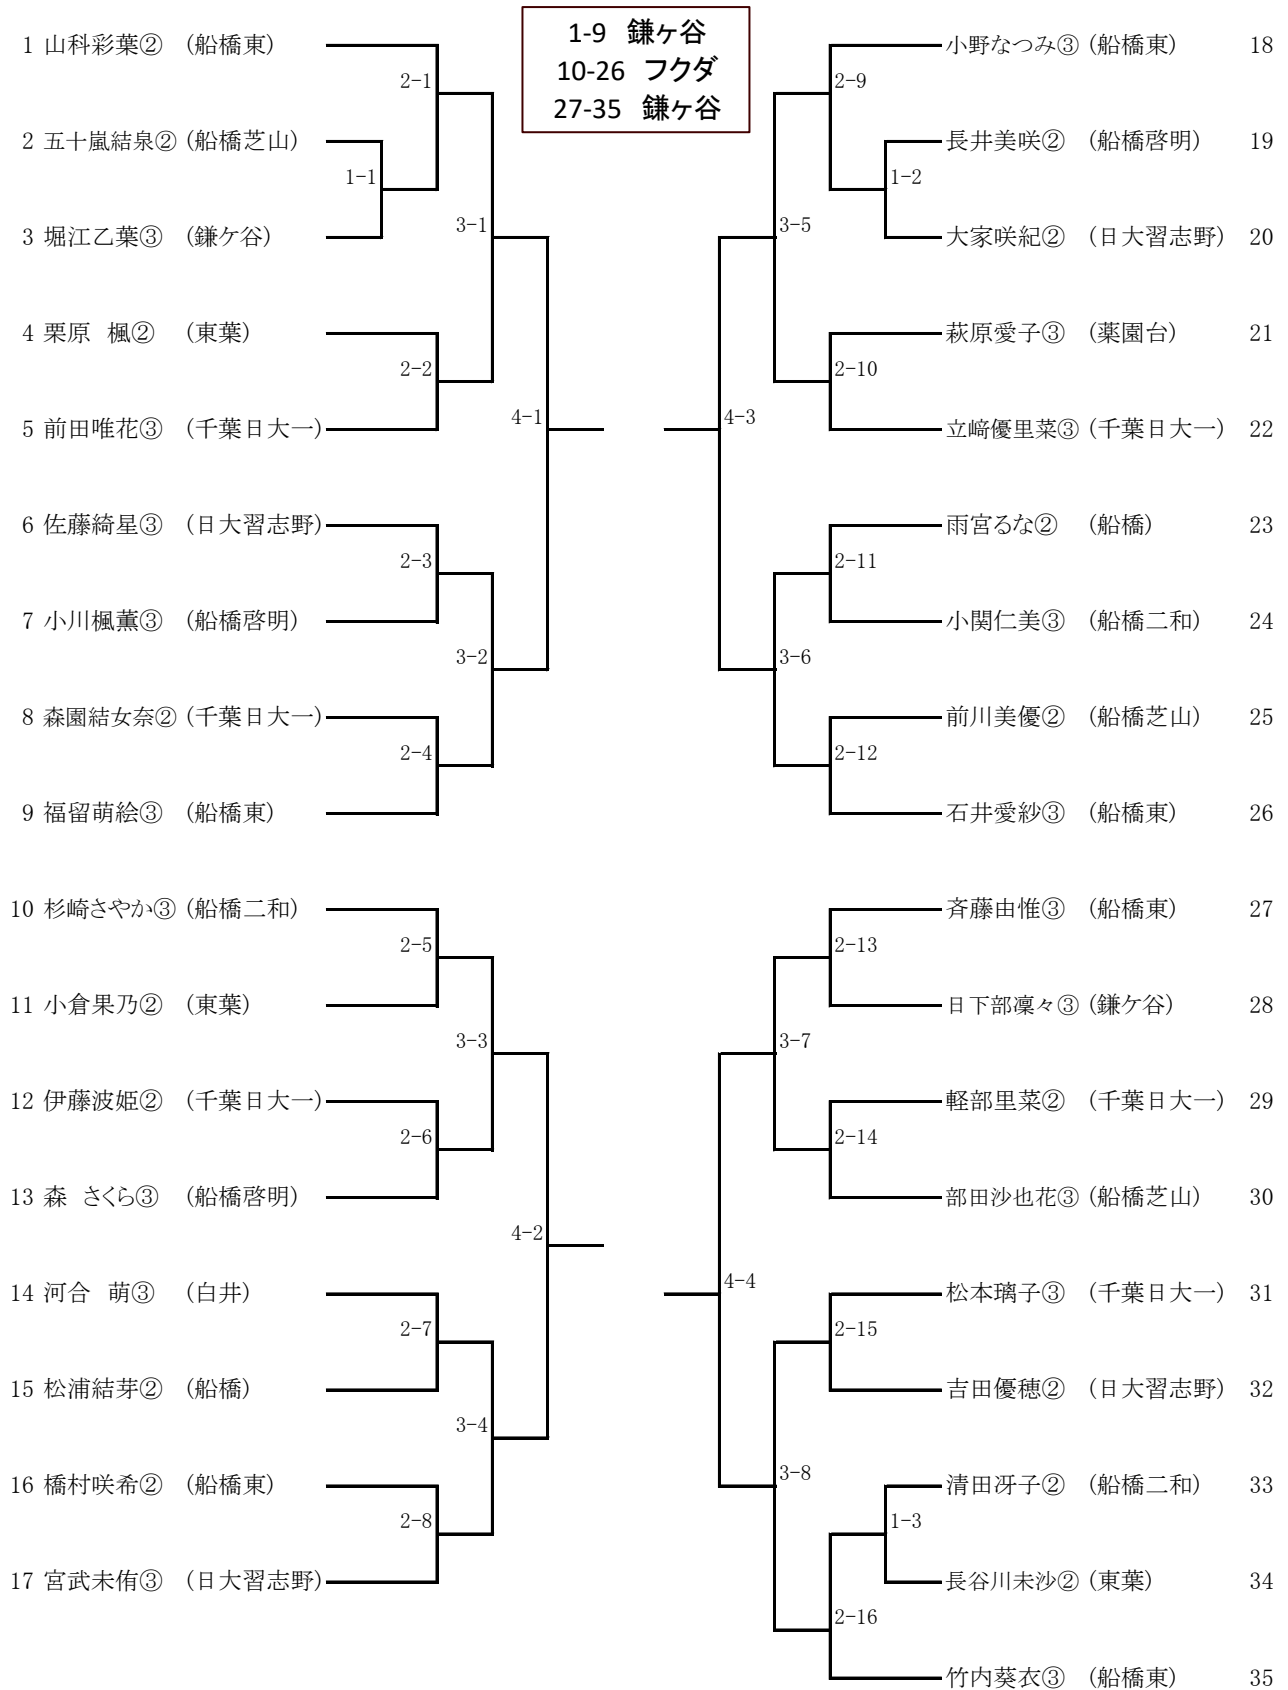 1-9 鎌ヶ谷
10-26 フクダ
27-35 鎌ヶ谷
1 山科彩葉② (船橋東)
2-1
2 五十嵐結泉② (船橋芝山)
1-1
3 堀江乙葉③ (鎌ケ谷)
3-1
4 栗原 楓② (東葉)
2-2
5 前田唯花③ (千葉日大一)
4-1
6 佐藤綺星③ (日大習志野)
2-3
7 小川楓薫③ (船橋啓明)
3-2
8 森園結女奈② (千葉日大一)
2-4
9 福留萌絵③ (船橋東)
10 杉崎さやか③ (船橋二和)
2-5
11 小倉果乃② (東葉)
3-3
12 伊藤波姫② (千葉日大一)
2-6
13 森 さくら③ (船橋啓明)
4-2
14 河合 萌③ (白井)
2-7
15 松浦結芽② (船橋)
3-4
16 橋村咲希② (船橋東)
2-8
17 宮武未侑③ (日大習志野)
小野なつみ③ (船橋東) 18
2-9
長井美咲② (船橋啓明) 19
1-2
3-5
大家咲紀② (日大習志野) 20
萩原愛子③ (薬園台) 21
2-10
4-3
立﨑優里菜③ (千葉日大一) 22
雨宮るな② (船橋) 23
2-11
小関仁美③ (船橋二和) 24
3-6
前川美優② (船橋芝山) 25
2-12
石井愛紗③ (船橋東) 26
斉藤由惟③ (船橋東) 27
2-13
日下部凜々③ (鎌ケ谷) 28
3-7
軽部里菜② (千葉日大一) 29
2-14
部田沙也花③ (船橋芝山) 30
4-4
松本璃子③ (千葉日大一) 31
2-15
吉田優穂② (日大習志野) 32
3-8
清田冴子② (船橋二和) 33
1-3
長谷川未沙② (東葉) 34
2-16
竹内葵衣③ (船橋東) 35